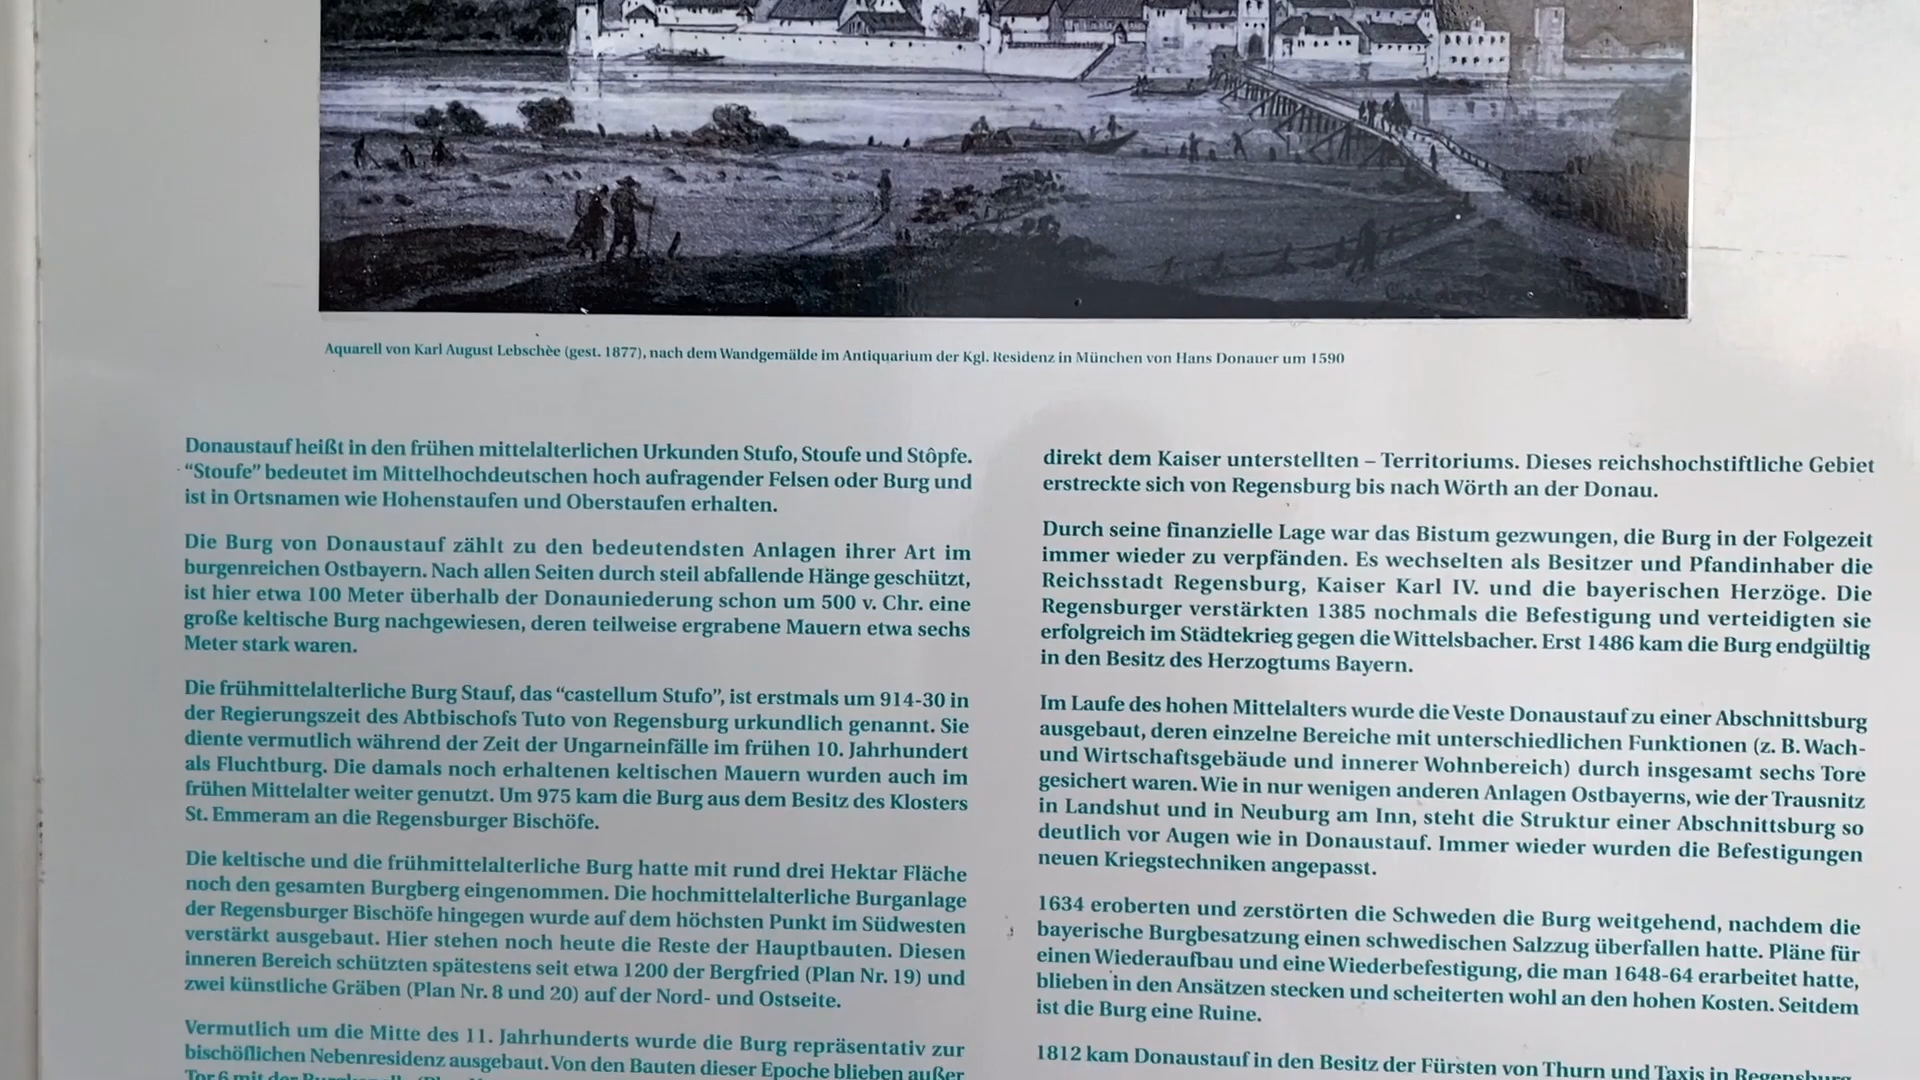 Aquarell von Karl August Lebschèe (gest. 1877), nach dem Wandgemälde im Antiquarium der Kgl. Residenz in München von Hans Donauer um 1590
Donaustauf heißt in den frühen mittelalterlichen Urkunden Stufo, Stoufe und Stôpfe.
“Stoufe” bedeutet im Mittelhochdeutschen hoch aufragender Felsen oder Burg und
ist in Ortsnamen wie Hohenstaufen und Oberstaufen erhalten.
Die Burg von Donaustauf zählt zu den bedeutendsten Anlagen ihrer Art im
burgenreichen Ostbayern. Nach allen Seiten durch steil abfallende Hänge geschützt,
ist hier etwa 100 Meter überhalb der Donauniederung schon um 500 v. Chr. eine
große keltische Burg nachgewiesen, deren teilweise ergrabene Mauern etwa sechs
Meter stark waren.
Die frühmittelalterliche Burg Stauf, das “castellum Stufo”, ist erstmals um 914-30 in
der Regierungszeit des Abtbischofs Tuto von Regensburg urkundlich genannt. Sie
diente vermutlich während der Zeit der Ungarneinfälle im frühen 10. Jahrhundert
als Fluchtburg. Die damals noch erhaltenen keltischen Mauern wurden auch im
frühen Mittelalter weiter genutzt. Um 975 kam die Burg aus dem Besitz des Klosters
St. Emmeram an die Regensburger Bischöfe.
Die keltische und die frühmittelalterliche Burg hatte mit rund drei Hektar Fläche
noch den gesamten Burgberg eingenommen. Die hochmittelalterliche Burganlage
der Regensburger Bischöfe hingegen wurde auf dem höchsten Punkt im Südwesten
verstärkt ausgebaut. Hier stehen noch heute die Reste der Hauptbauten. Diesen
inneren Bereich schützten spätestens seit etwa 1200 der Bergfried (Plan Nr. 19) und
zwei künstliche Gräben (Plan Nr. 8 und 20) auf der Nord- und Ostseite.
Vermutlich um die Mitte des 11. Jahrhunderts wurde die Burg repräsentativ zur
bischöflichen Nebenresidenz ausgebaut. Von den Bauten dieser Epoche blieben außer
Tor 6 mit der
direkt dem Kaiser unterstellten – Territoriums. Dieses reichshochstiftliche Gebiet
erstreckte sich von Regensburg bis nach Wörth an der Donau.
Durch seine finanzielle Lage war das Bistum gezwungen, die Burg in der Folgezeit
immer wieder zu verpfänden. Es wechselten als Besitzer und Pfandinhaber die
Reichsstadt Regensburg, Kaiser Karl IV. und die bayerischen Herzöge. Die
Regensburger verstärkten 1385 nochmals die Befestigung und verteidigten sie
erfolgreich im Städtekrieg gegen die Wittelsbacher. Erst 1486 kam die Burg endgültig
in den Besitz des Herzogtums Bayern.
Im Laufe des hohen Mittelalters wurde die Veste Donaustauf zu einer Abschnittsburg
ausgebaut, deren einzelne Bereiche mit unterschiedlichen Funktionen (z. B. Wach-
und Wirtschaftsgebäude und innerer Wohnbereich) durch insgesamt sechs Tore
gesichert waren. Wie in nur wenigen anderen Anlagen Ostbayerns, wie der Trausnitz
in Landshut und in Neuburg am Inn, steht die Struktur einer Abschnittsburg so
deutlich vor Augen wie in Donaustauf. Immer wieder wurden die Befestigungen
neuen Kriegstechniken angepasst.
1634 eroberten und zerstörten die Schweden die Burg weitgehend, nachdem die
bayerische Burgbesatzung einen schwedischen Salzzug überfallen hatte. Pläne für
einen Wiederaufbau und eine Wiederbefestigung, die man 1648-64 erarbeitet hatte,
blieben in den Ansätzen stecken und scheiterten wohl an den hohen Kosten. Seitdem
ist die Burg eine Ruine.
1812 kam Donaustauf in den Besitz der Fürsten von Thurn und Taxis in Regensburg